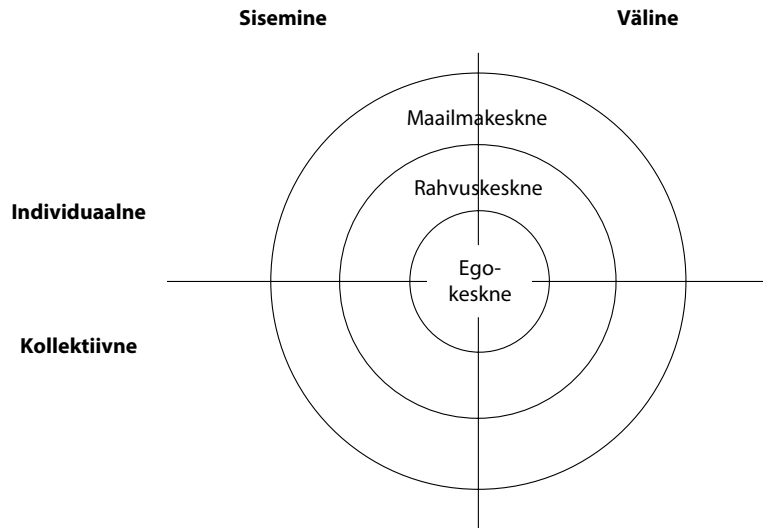 Sisemine
Väline
Maailmakeskne
Rahvuskeskne
Individuaalne
Ego-
keskne
Kollektiivne